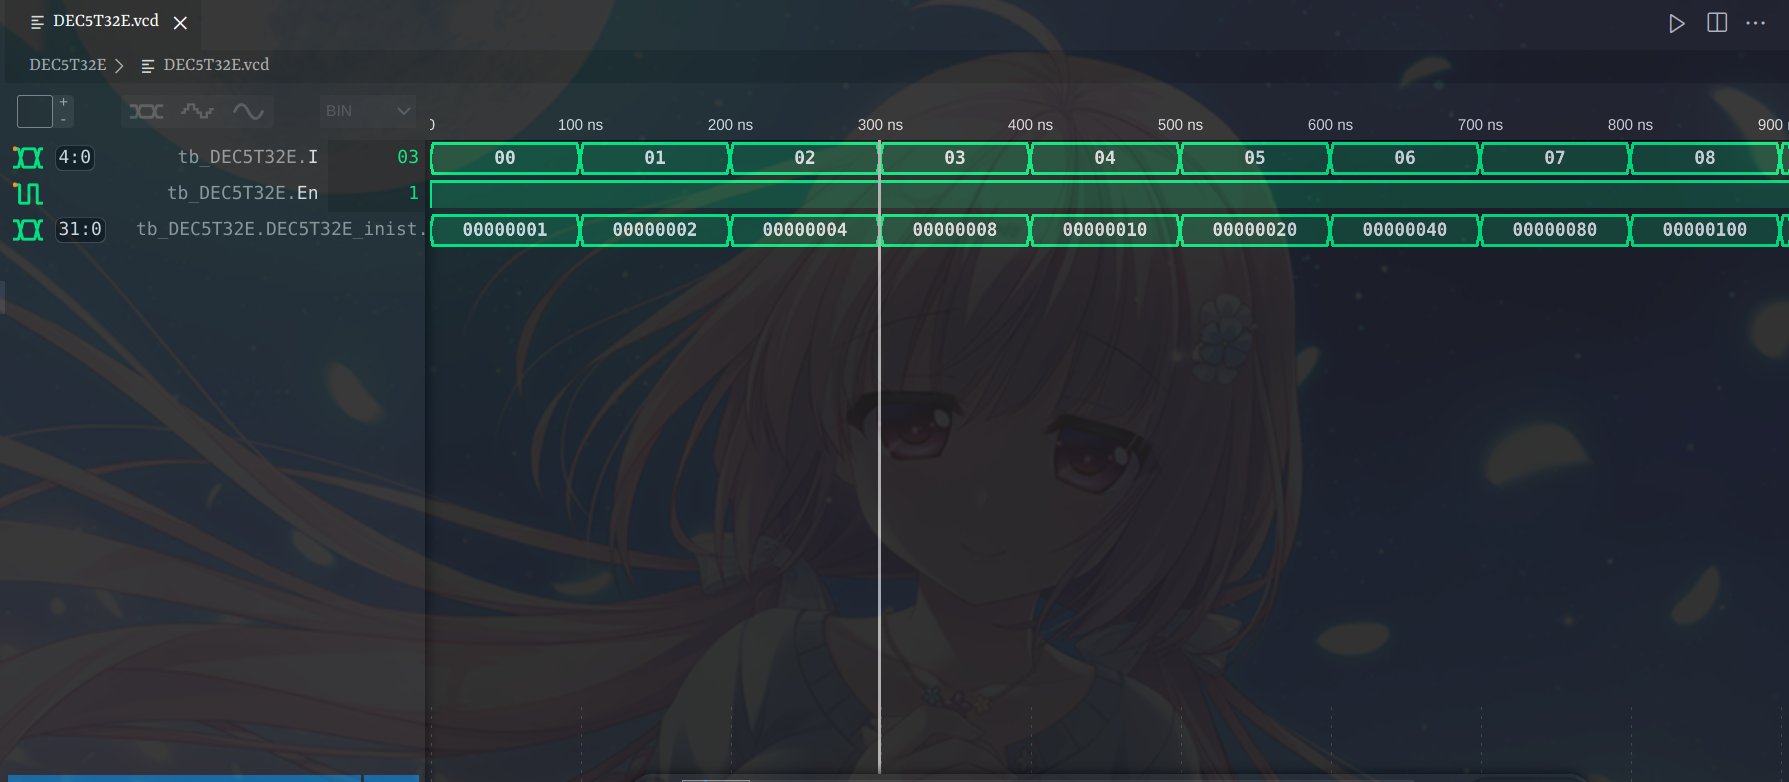 DEC5T32E.vcd
DEC5T32E DEC5T32E.vcd
+
-
BIN
0 100 ns 200 ns 300 ns 400 ns 500 ns 600 ns 700 ns 800 ns 900
4:0 tb_DEC5T32E.I 03 00 01 02 03 04 05 06 07 08
tb_DEC5T32E.En 1
31:0 tb_DEC5T32E.DEC5T32E_inist. 00000001 00000002 00000004 00000008 00000010 00000020 00000040 00000080 00000100